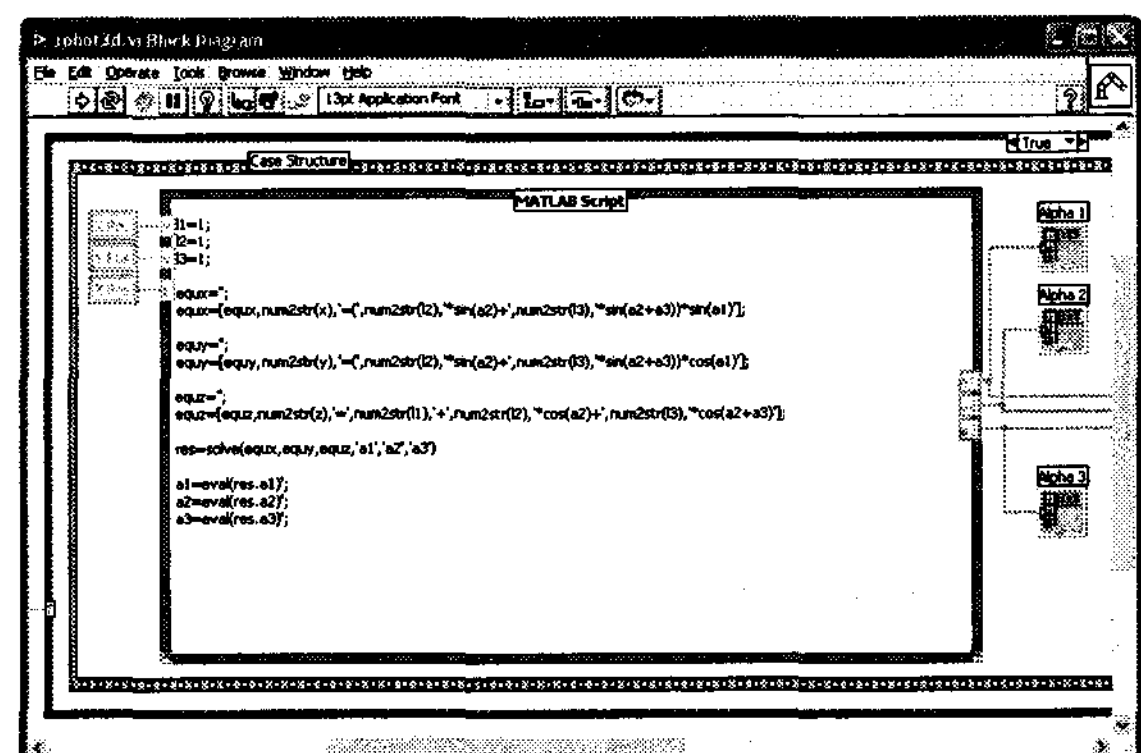 Block Diagram
File Edit Operate Tools Browse Window Help
13pt Application Font
?
True
Case Structure
MATLAB Script
l1=1;
l2=1;
l3=1;
equx='';
equx=[equx,num2str(x),'=(',num2str(l2),'*sin(a2)+',num2str(l3),'*sin(a2+a3))*sin(a1)'];
equy='';
equy=[equy,num2str(y),'=(',num2str(l2),'*sin(a2)+',num2str(l3),'*sin(a2+a3))*cos(a1)'];
equz='';
equz=[equz,num2str(z),'=',num2str(l1),'+',num2str(l2),'*cos(a2)+',num2str(l3),'*cos(a2+a3)'];
res=solve(equx,equy,equz,'a1','a2','a3')
a1=eval(res.a1)';
a2=eval(res.a2)';
a3=eval(res.a3)';
Alpha 1
Alpha 2
Alpha 3